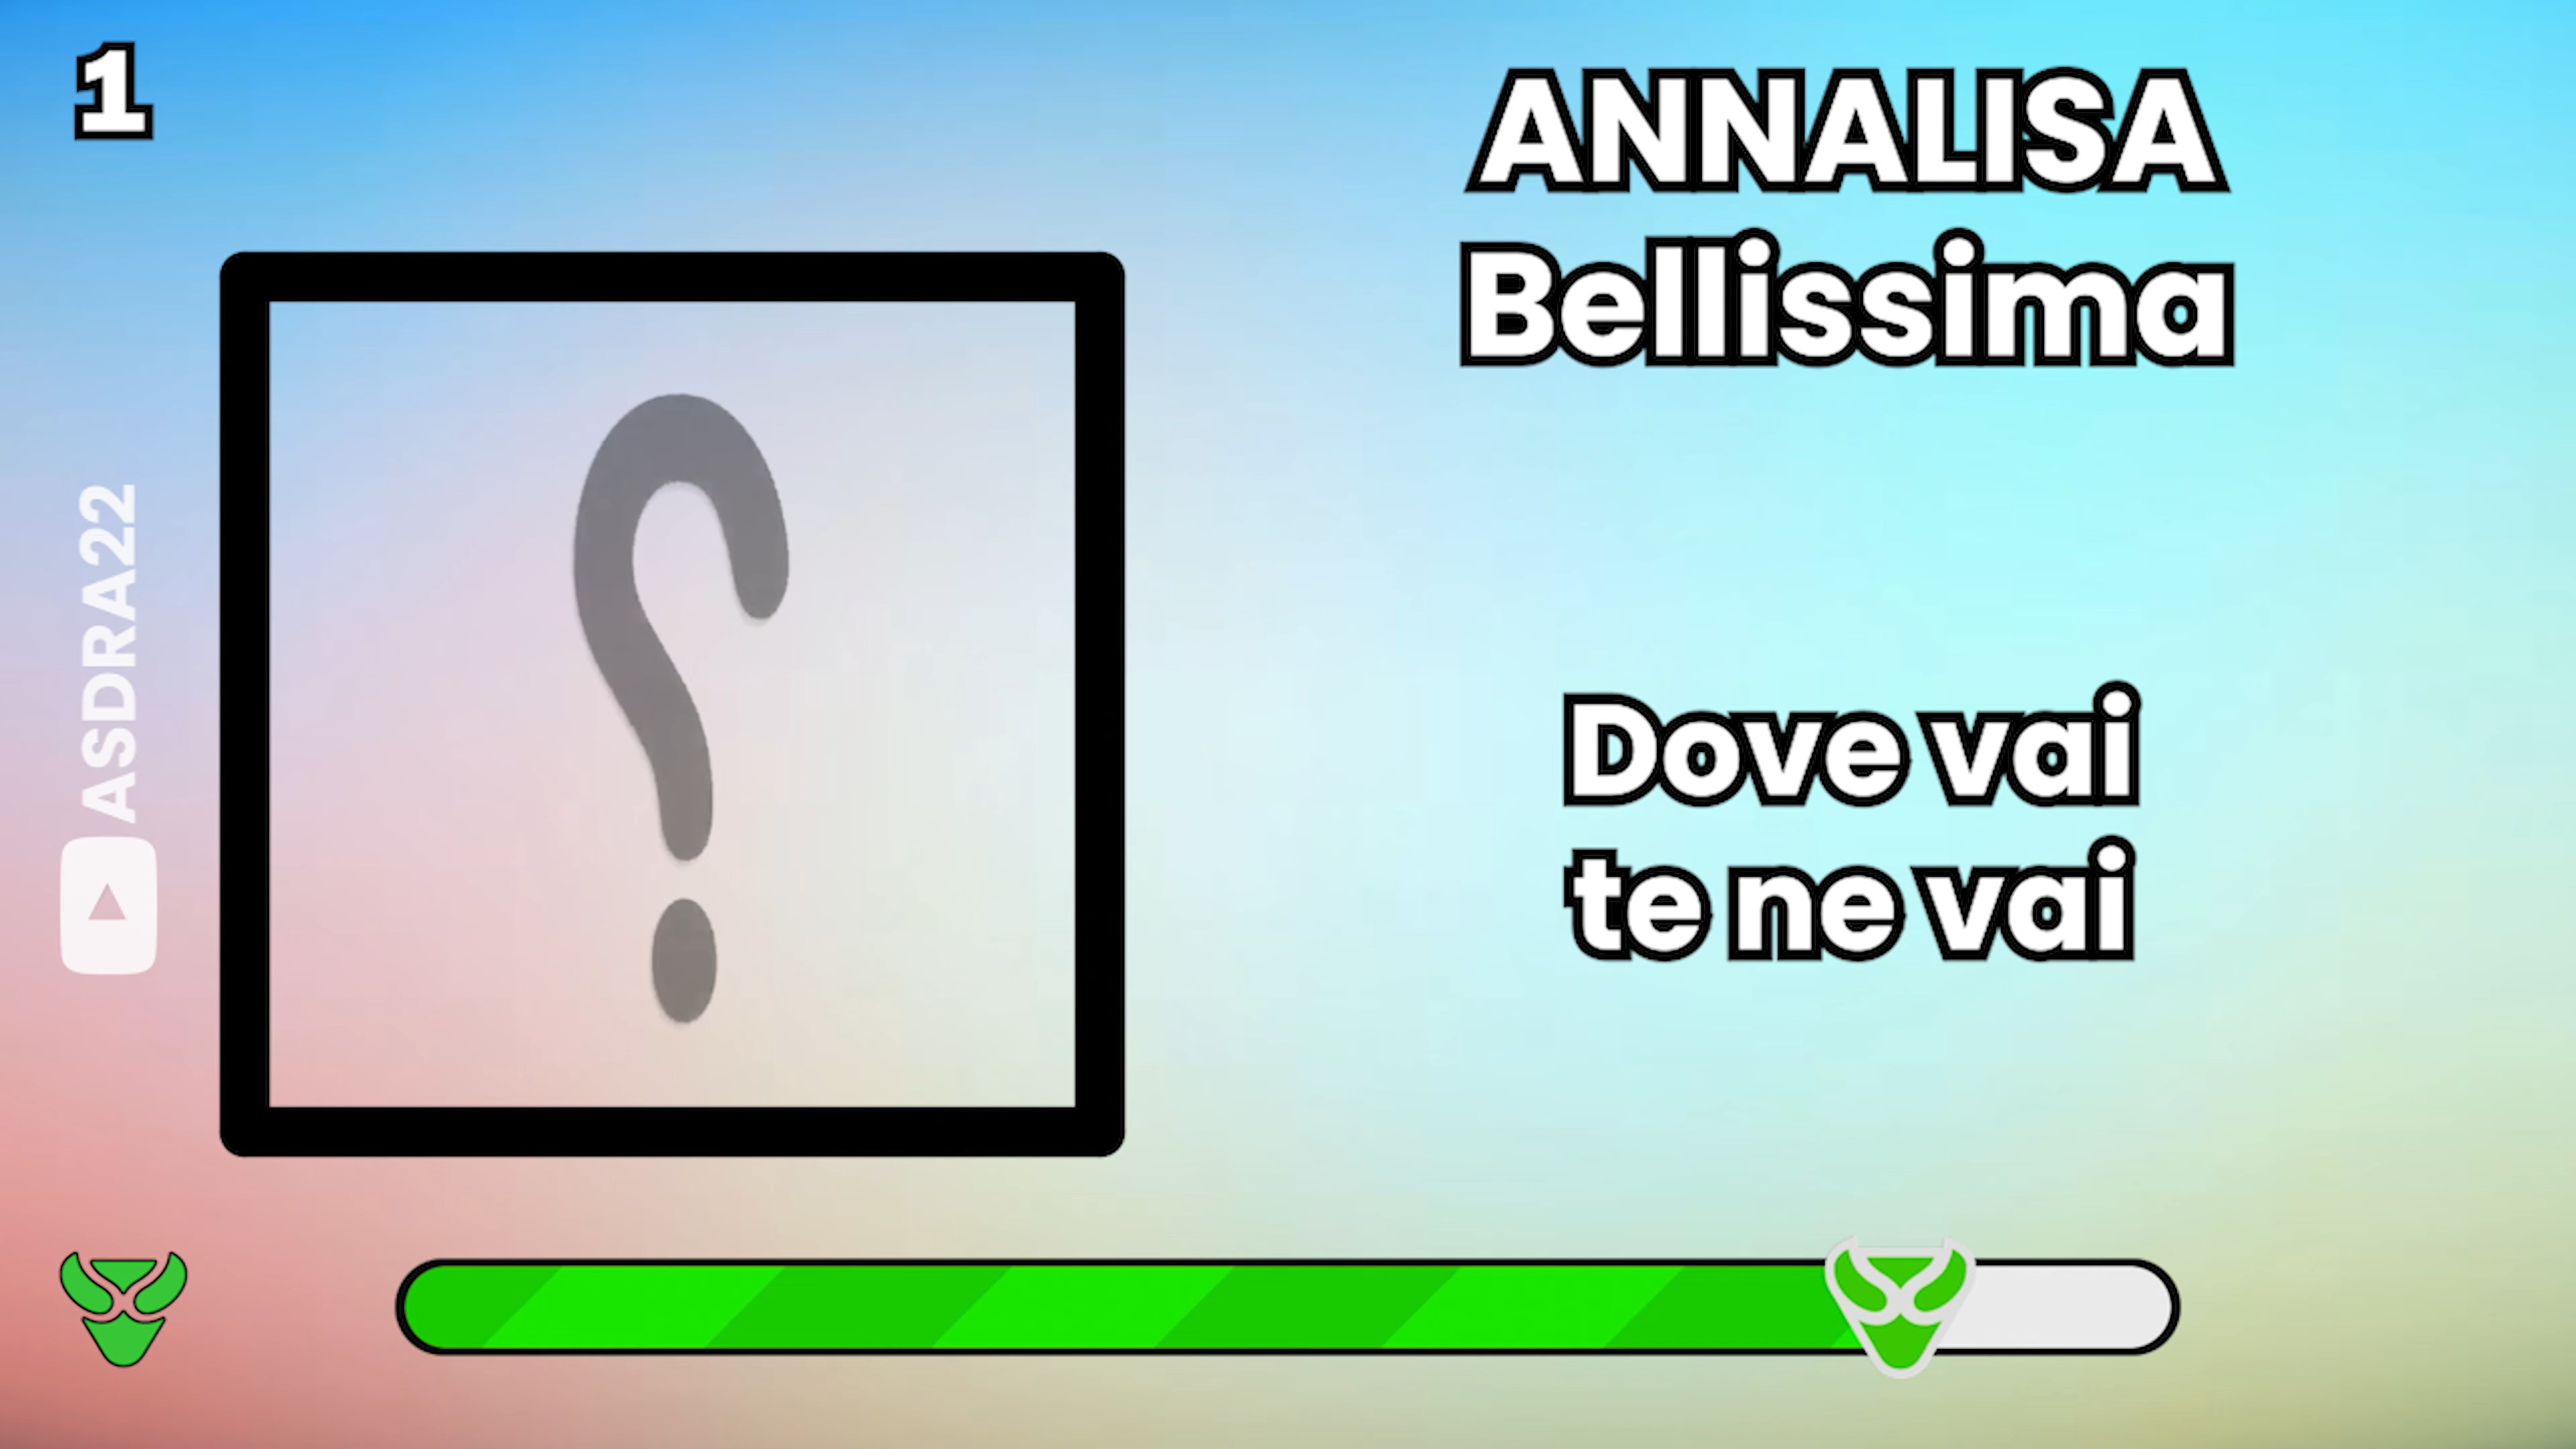 1
ANNALISA
Bellissima
?
Dove vai
te ne vai
ASDRA22